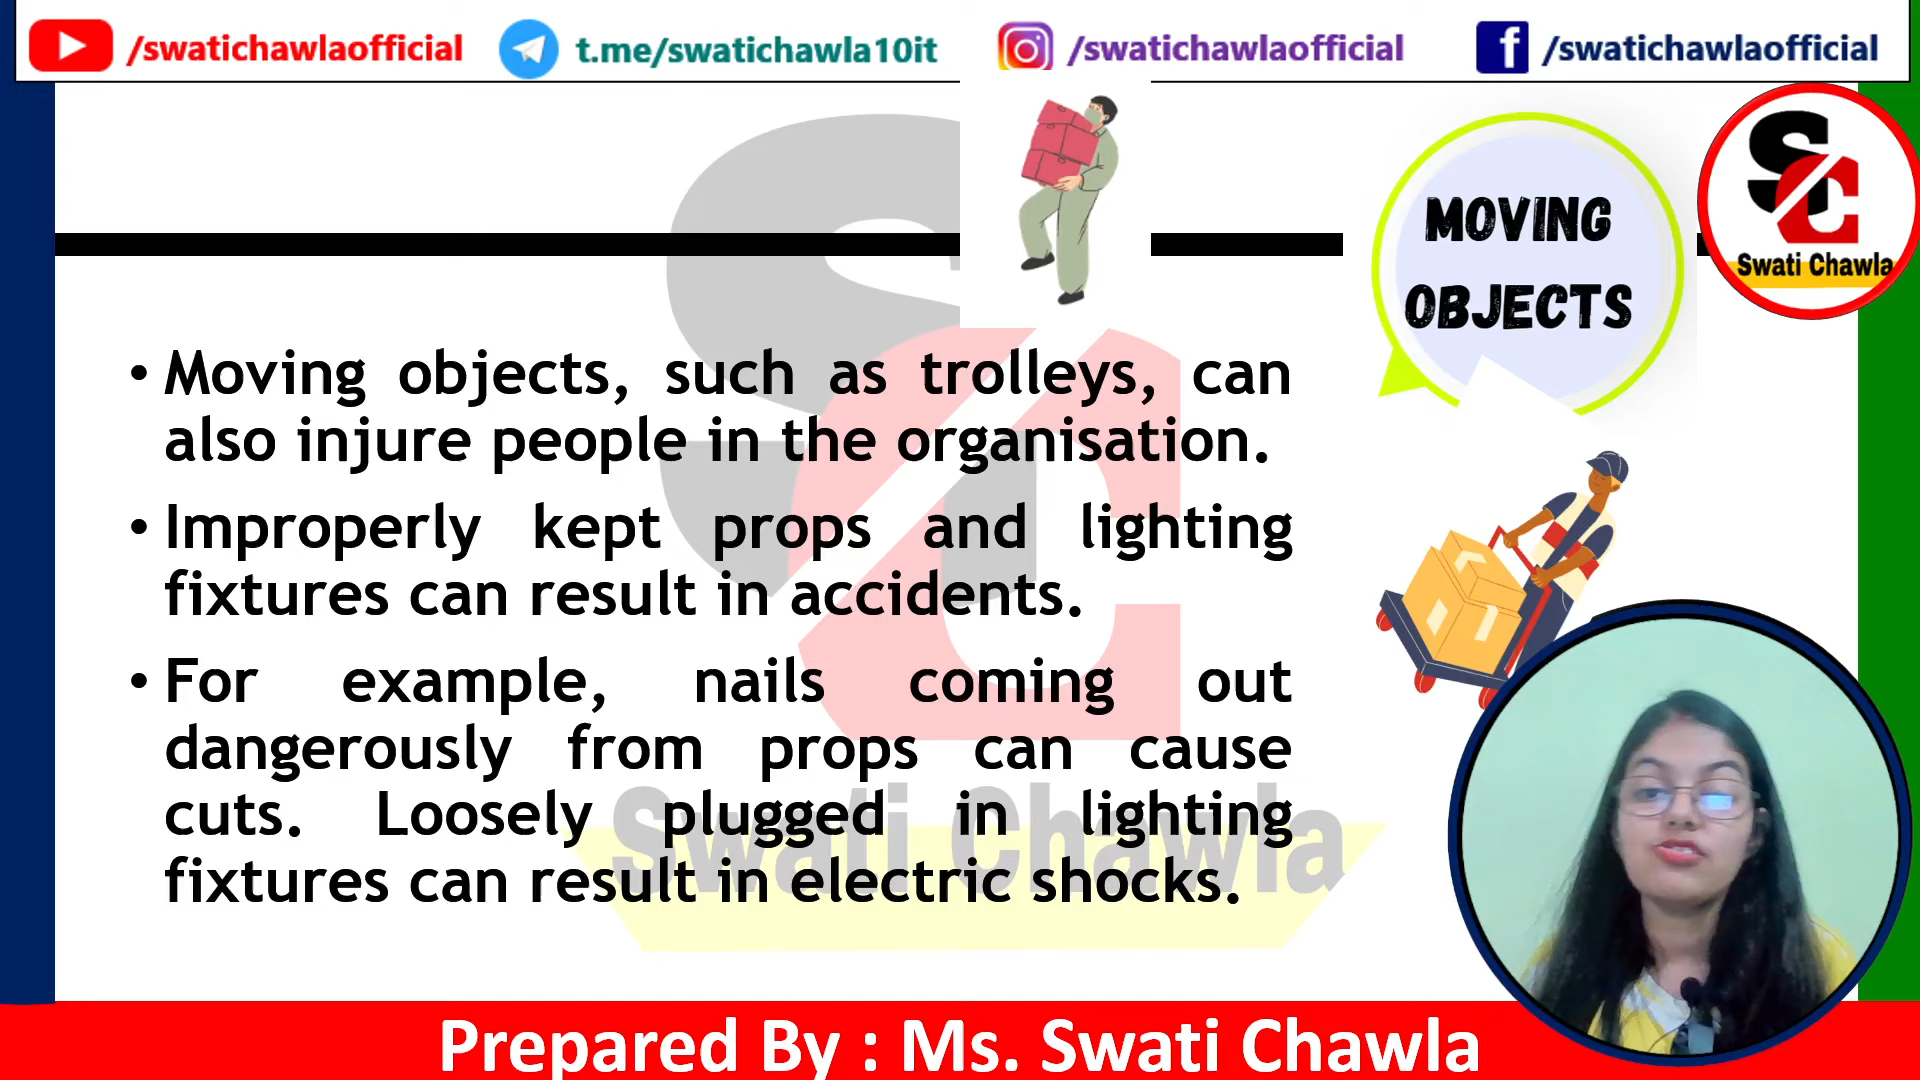 /swatichawlaofficial
t.me/swatichawla10it
/swatichawlaofficial
/swatichawlaofficial
MOVING
OBJECTS
SC
Swati Chawla
• Moving objects, such as trolleys, can
also injure people in the organisation.
• Improperly kept props and lighting
fixtures can result in accidents.
• For example, nails coming out
dangerously from props can cause
cuts. Loosely plugged in lighting
fixtures can result in electric shocks.
SC
Swati Chawla
Prepared By : Ms. Swati Chawla